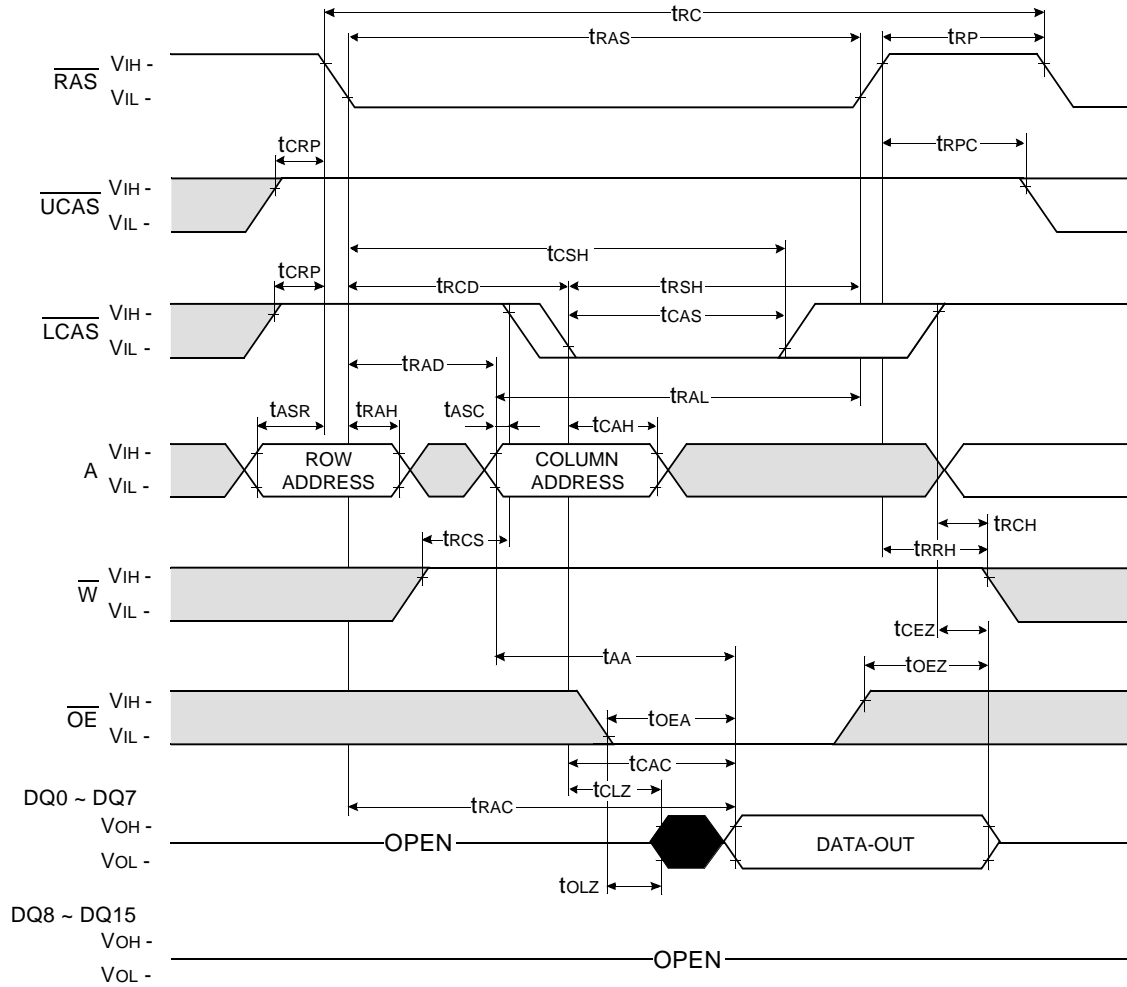 tRC
tRAS
tRP
RAS
VIH -
VIL -
tCRP
tRPC
UCAS
VIH -
VIL -
tCSH
tCRP
tRCD
tRSH
LCAS
VIH -
VIL -
tCAS
tRAD
tRAL
tASR
tRAH
tASC
tCAH
A
VIH -
VIL -
ROW
ADDRESS
COLUMN
ADDRESS
tRCS
tRCH
tRRH
W
VIH -
VIL -
tCEZ
tAA
tOEZ
OE
VIH -
VIL -
tOEA
tCAC
tCLZ
tRAC
DQ0 ~ DQ7
VOH -
VOL -
OPEN
DATA-OUT
tOLZ
DQ8 ~ DQ15
VOH -
VOL -
OPEN